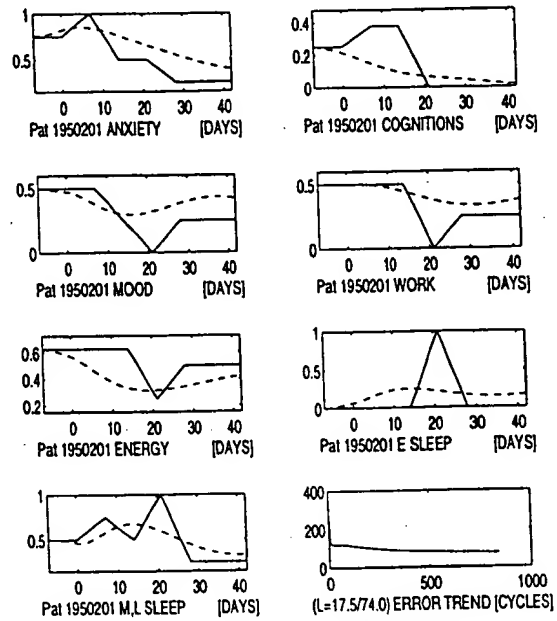 1
0.5
0 10 20 30 40
Pat 1950201 ANXIETY [DAYS]
0.4
0.2
0
0 10 20 30 40
Pat 1950201 COGNITIONS [DAYS]
0.5
0
0 10 20 30 40
Pat 1950201 MOOD [DAYS]
0.5
0
0 10 20 30 40
Pat 1950201 WORK [DAYS]
0.6
0.4
0.2
0 10 20 30 40
Pat 1950201 ENERGY [DAYS]
1
0.5
0
0 10 20 30 40
Pat 1950201 E SLEEP [DAYS]
1
0.5
0 10 20 30 40
Pat 1950201 M,L SLEEP [DAYS]
400
200
0
0 500 1000
(L=17.5/74.0) ERROR TREND [CYCLES]